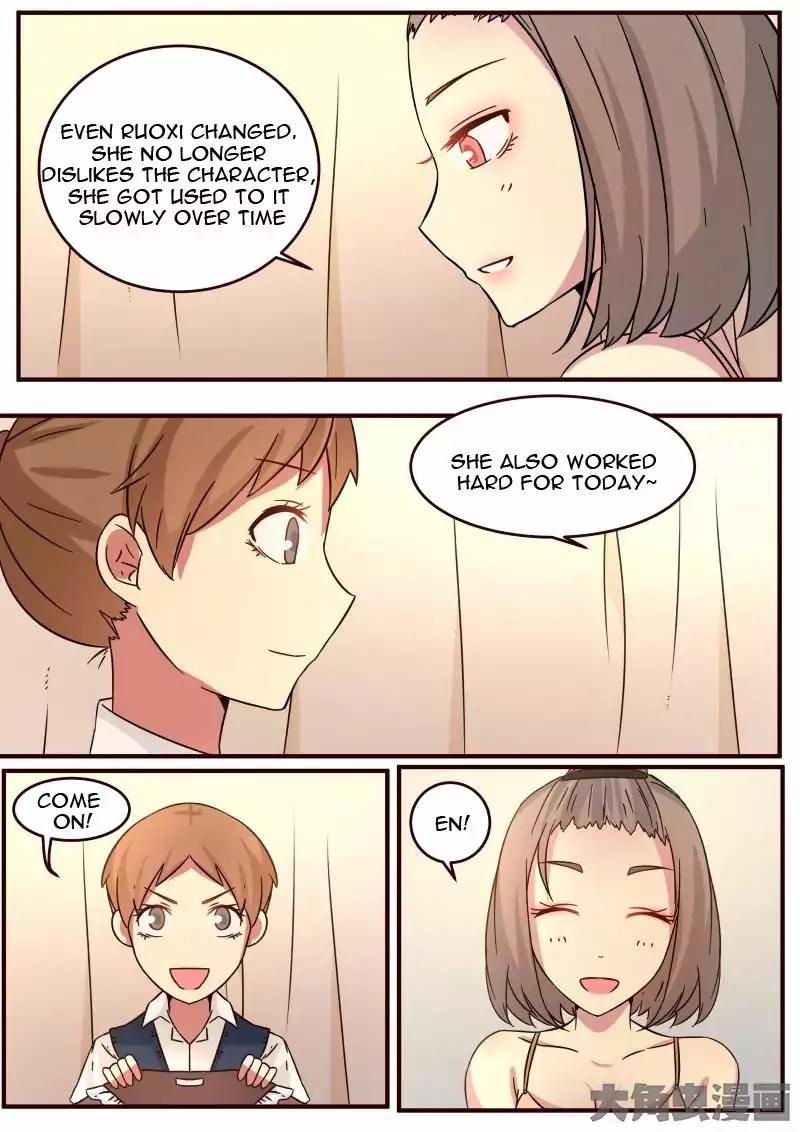 EVEN RUOXI CHANGED,
SHE NO LONGER
DISLIKES THE CHARACTER,
SHE GOT USED TO IT
SLOWLY OVER TIME
SHE ALSO WORKED
HARD FOR TODAY~
COME
ON!
EN!
大角虫漫画